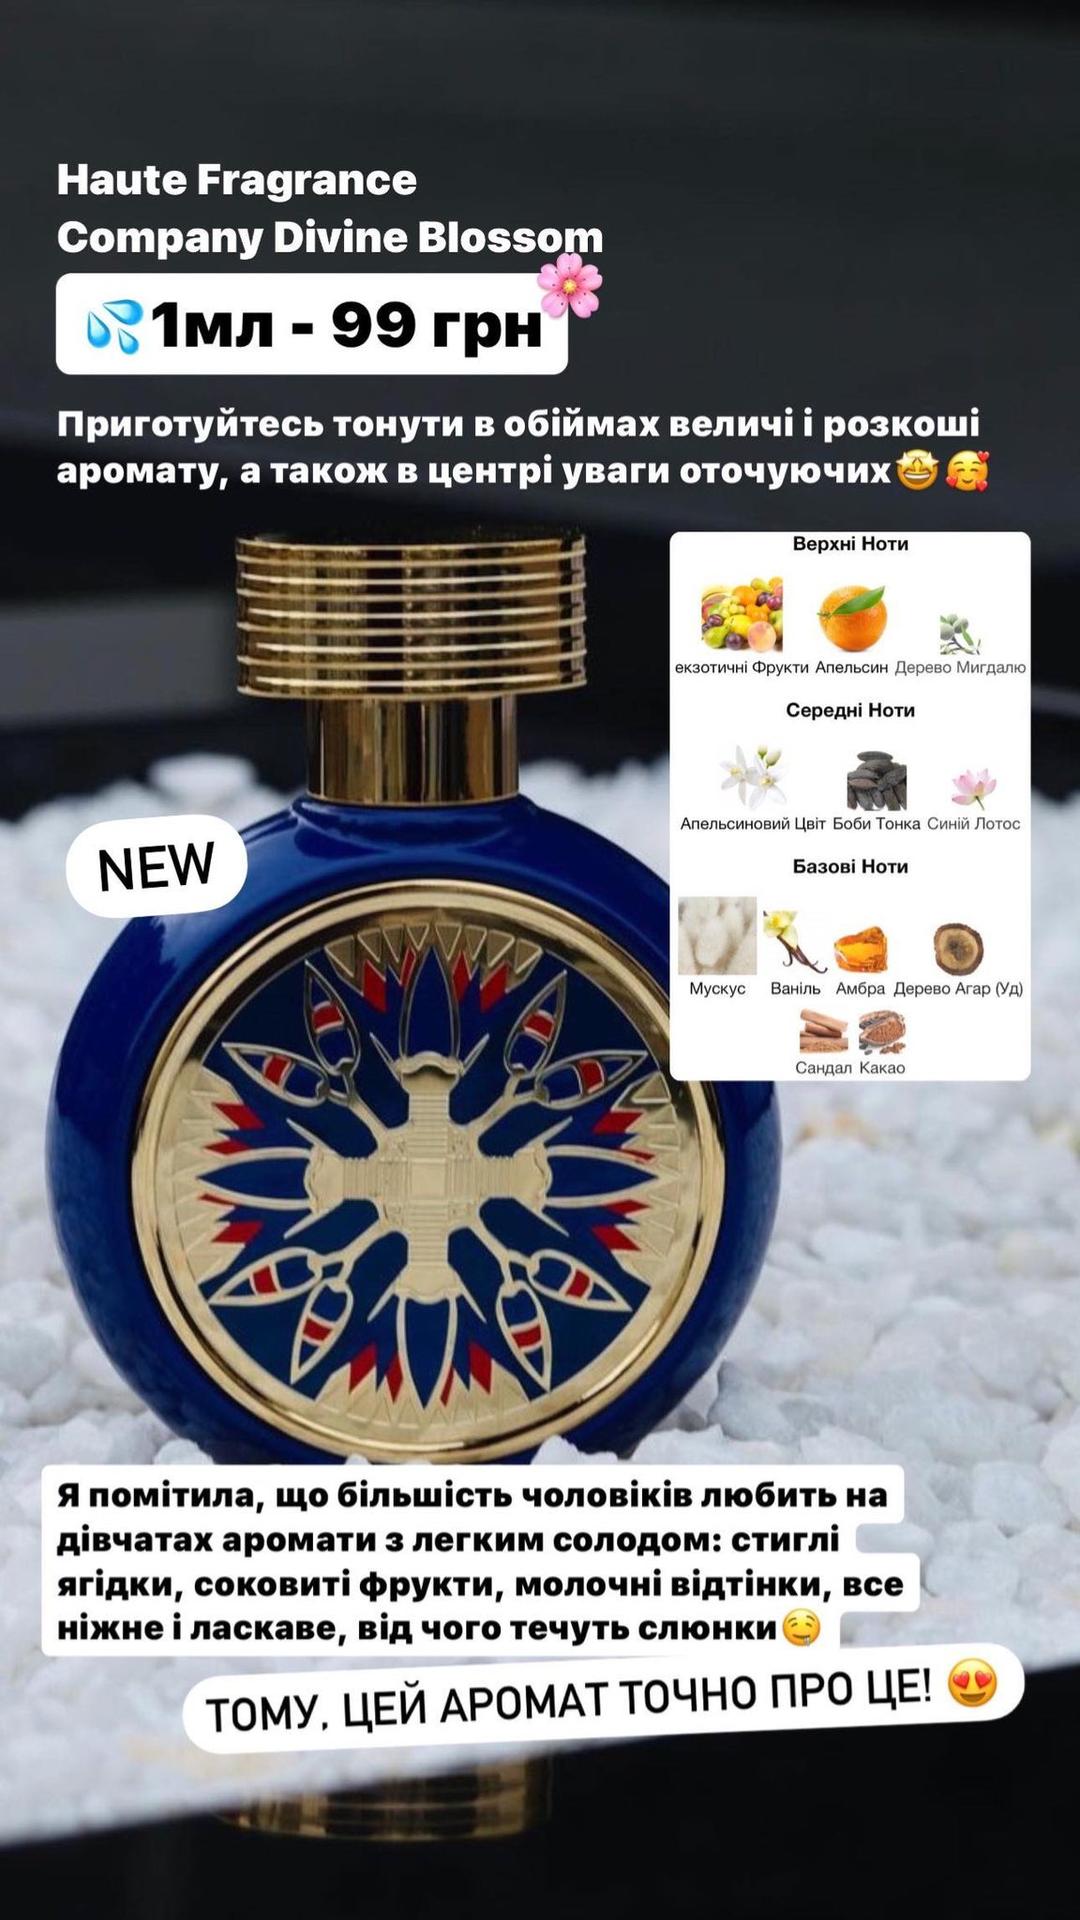 Haute Fragrance
Company Divine Blossom
💦1мл - 99 грн
Приготуйтесь тонути в обіймах величі і розкоші
аромату, а також в центрі уваги оточуючих🤩🥰
Верхні Ноти
екзотичні Фрукти Апельсин Дерево Мигдалю
Середні Ноти
Апельсиновий Цвіт Боби Тонка Синій Лотос
Базові Ноти
Мускус Ваніль Амбра Дерево Агар (Уд)
Сандал Какао
NEW
Я помітила, що більшість чоловіків любить на
дівчатах аромати з легким солодом: стиглі
ягідки, соковиті фрукти, молочні відтінки, все
ніжне і ласкаве, від чого течуть слюнки🤤
ТОМУ, ЦЕЙ АРОМАТ ТОЧНО ПРО ЦЕ! 😍